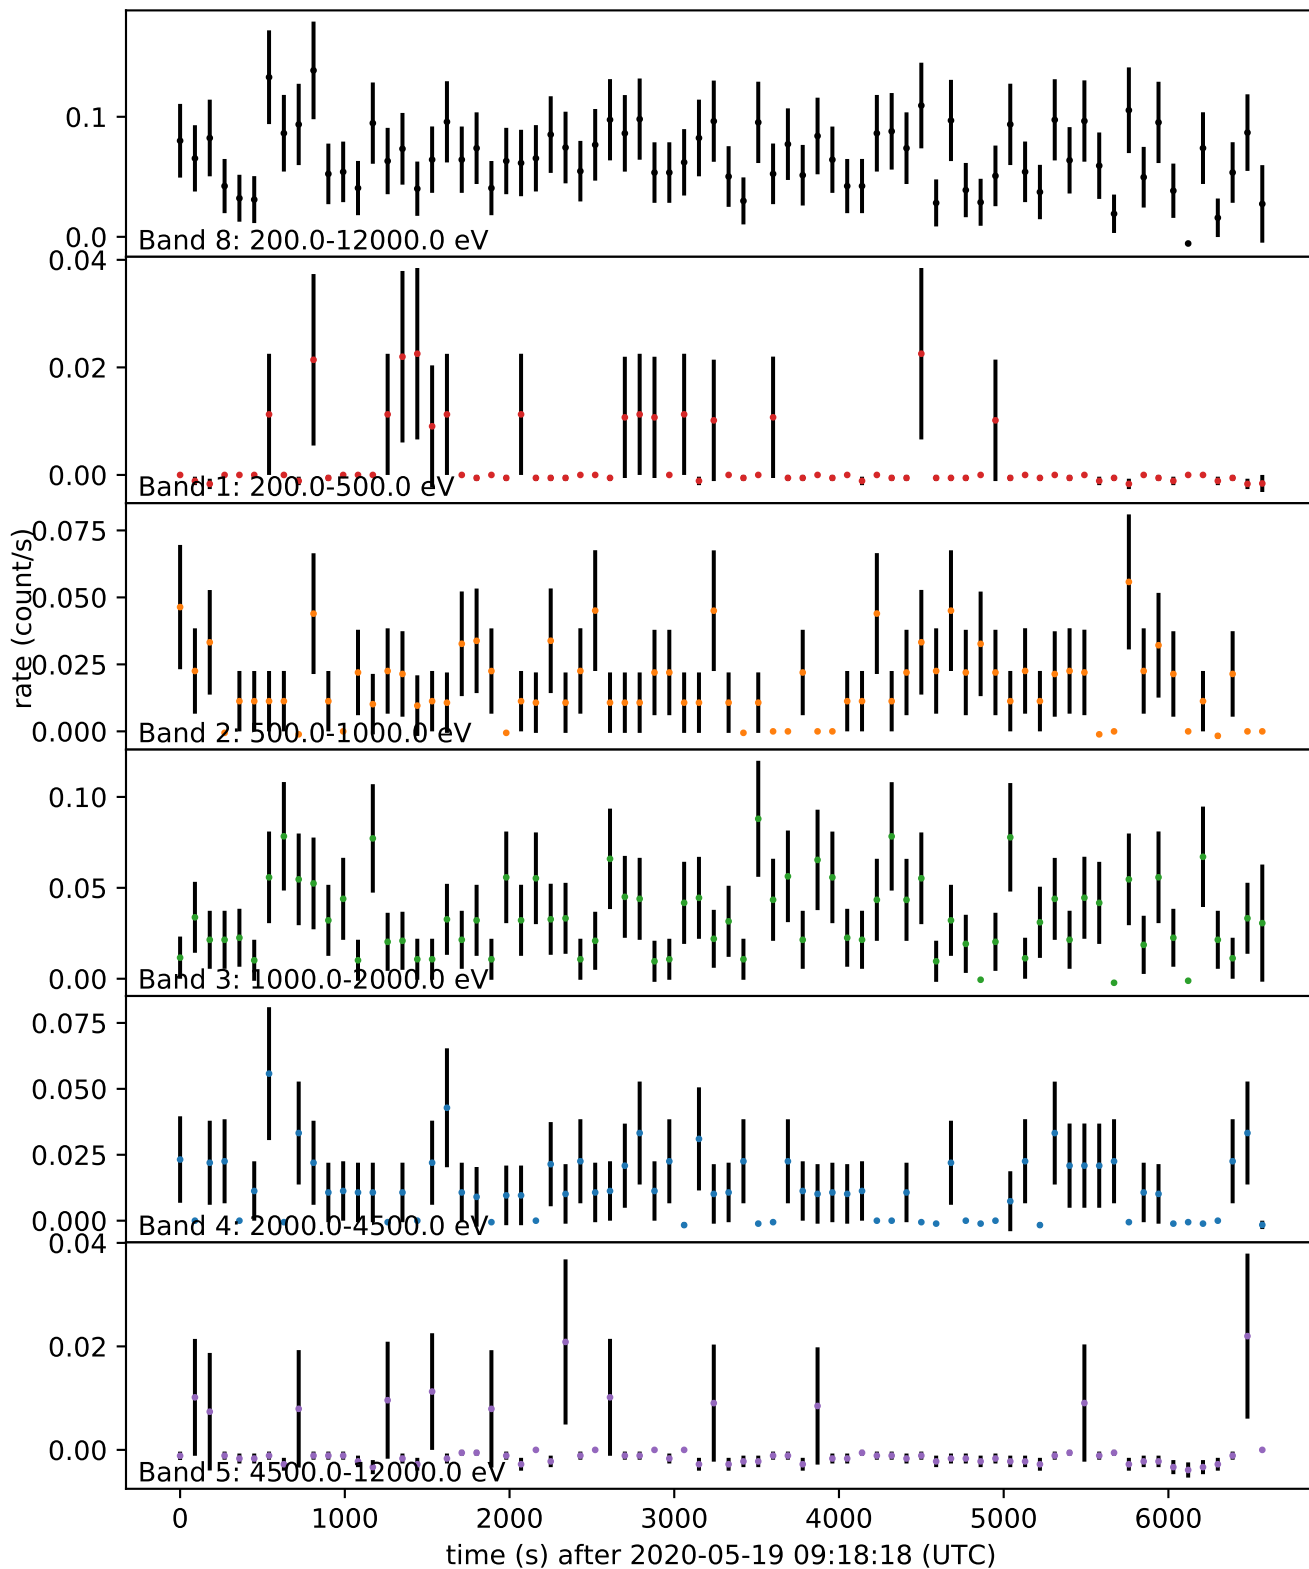 0.1
0.0
Band 8: 200.0-12000.0 eV
0.04
0.02
0.00
Band 1: 200.0-500.0 eV
rate (count/s)
0.075
0.050
0.025
0.000
Band 2: 500.0-1000.0 eV
0.10
0.05
0.00
Band 3: 1000.0-2000.0 eV
0.075
0.050
0.025
0.000
Band 4: 2000.0-4500.0 eV
0.04
0.02
0.00
Band 5: 4500.0-12000.0 eV
0 1000 2000 3000 4000 5000 6000
time (s) after 2020-05-19 09:18:18 (UTC)